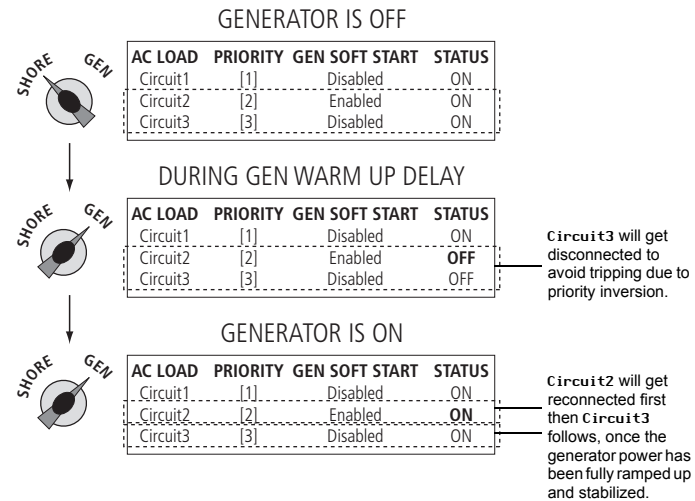 GENERATOR IS OFF
SHORE GEN
AC LOAD PRIORITY GEN SOFT START STATUS
Circuit1 [1] Disabled ON
Circuit2 [2] Enabled ON
Circuit3 [3] Disabled ON
DURING GEN WARM UP DELAY
SHORE GEN
AC LOAD PRIORITY GEN SOFT START STATUS
Circuit1 [1] Disabled ON
Circuit2 [2] Enabled OFF
Circuit3 [3] Disabled OFF
Circuit3 will get
disconnected to
avoid tripping due to
priority inversion.
GENERATOR IS ON
SHORE GEN
AC LOAD PRIORITY GEN SOFT START STATUS
Circuit1 [1] Disabled ON
Circuit2 [2] Enabled ON
Circuit3 [3] Disabled ON
Circuit2 will get
reconnected first
then Circuit3
follows, once the
generator power has
been fully ramped up
and stabilized.